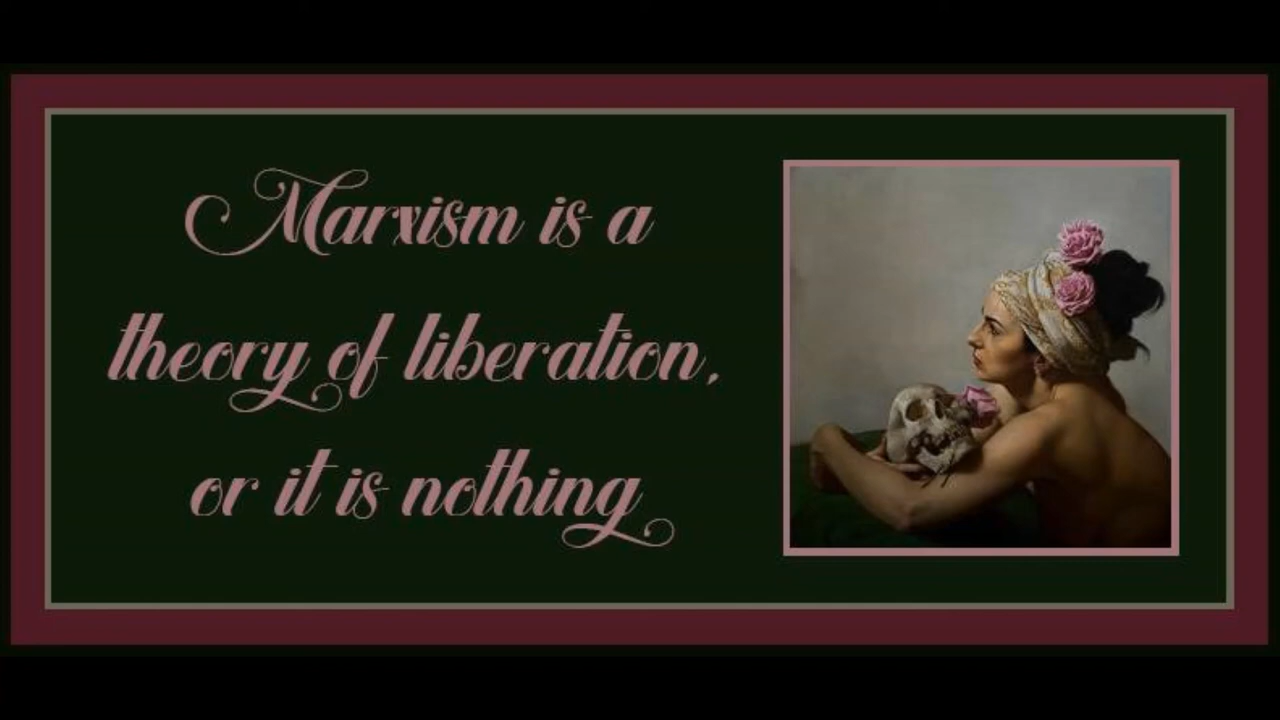 Marxism is a
theory of liberation,
or it is nothing